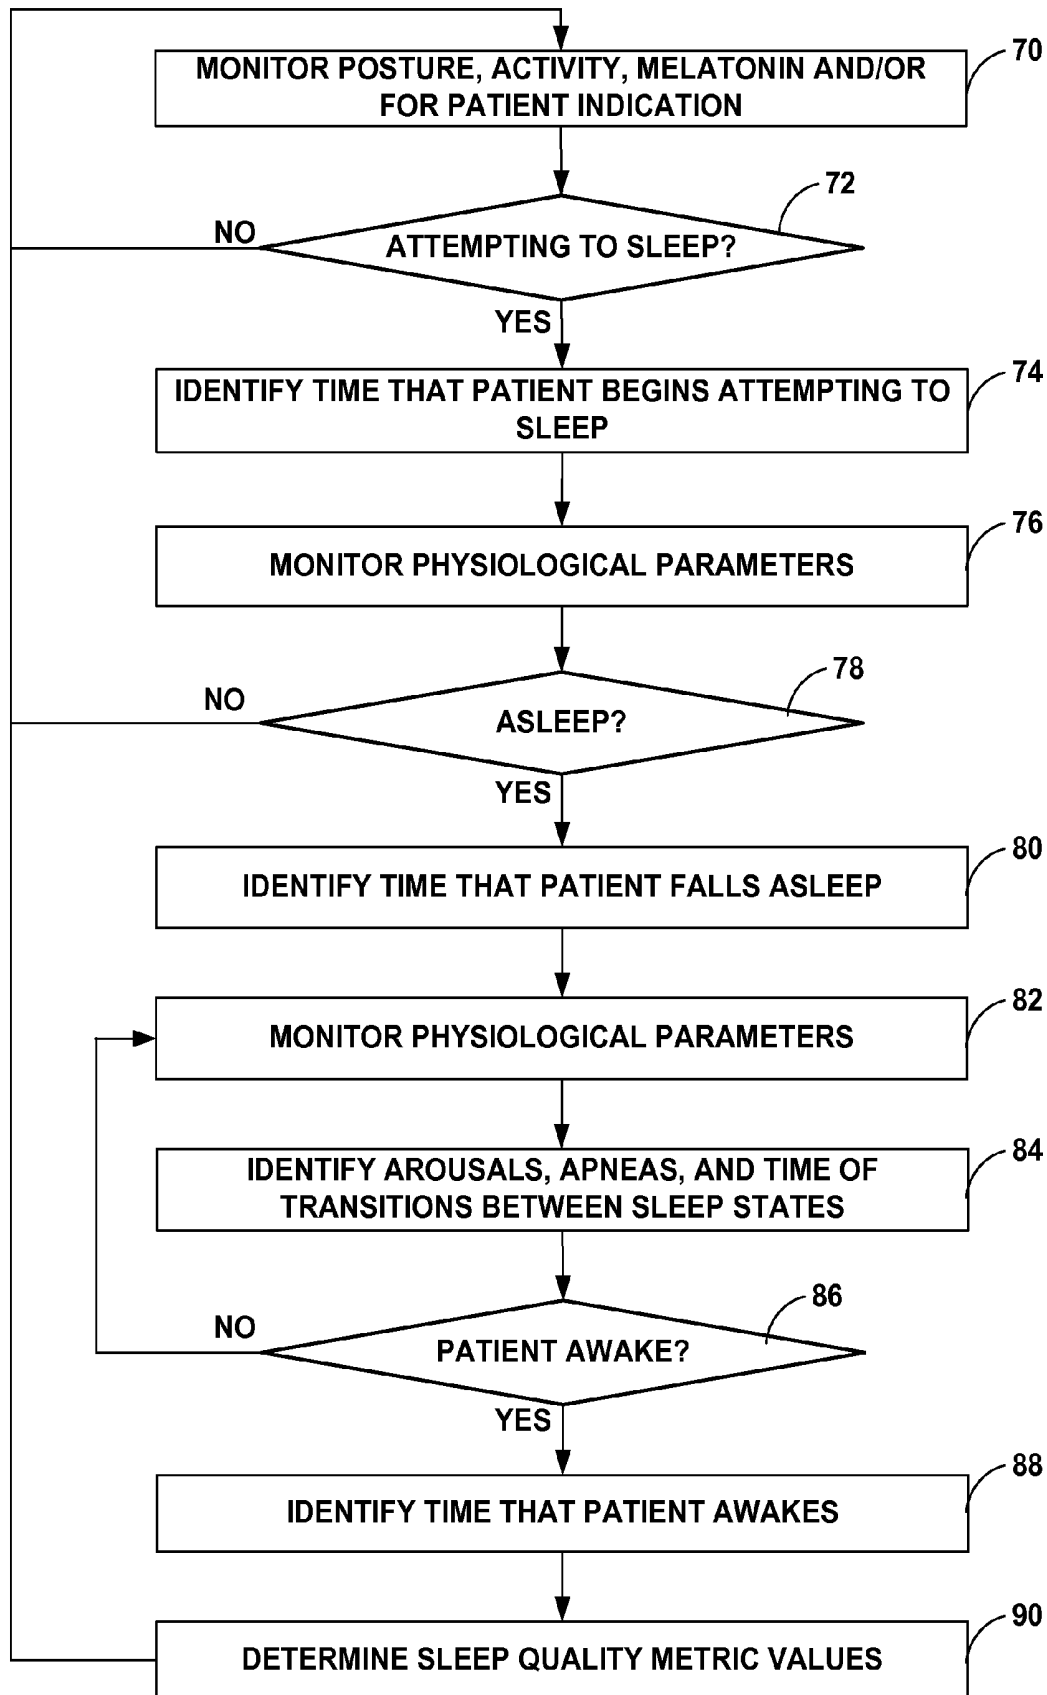 MONITOR POSTURE, ACTIVITY, MELATONIN AND/OR
FOR PATIENT INDICATION
70
72
ATTEMPTING TO SLEEP?
NO
YES
IDENTIFY TIME THAT PATIENT BEGINS ATTEMPTING TO
SLEEP
74
MONITOR PHYSIOLOGICAL PARAMETERS
76
78
NO
ASLEEP?
YES
IDENTIFY TIME THAT PATIENT FALLS ASLEEP
80
MONITOR PHYSIOLOGICAL PARAMETERS
82
IDENTIFY AROUSALS, APNEAS, AND TIME OF
TRANSITIONS BETWEEN SLEEP STATES
84
86
NO
PATIENT AWAKE?
YES
IDENTIFY TIME THAT PATIENT AWAKES
88
DETERMINE SLEEP QUALITY METRIC VALUES
90